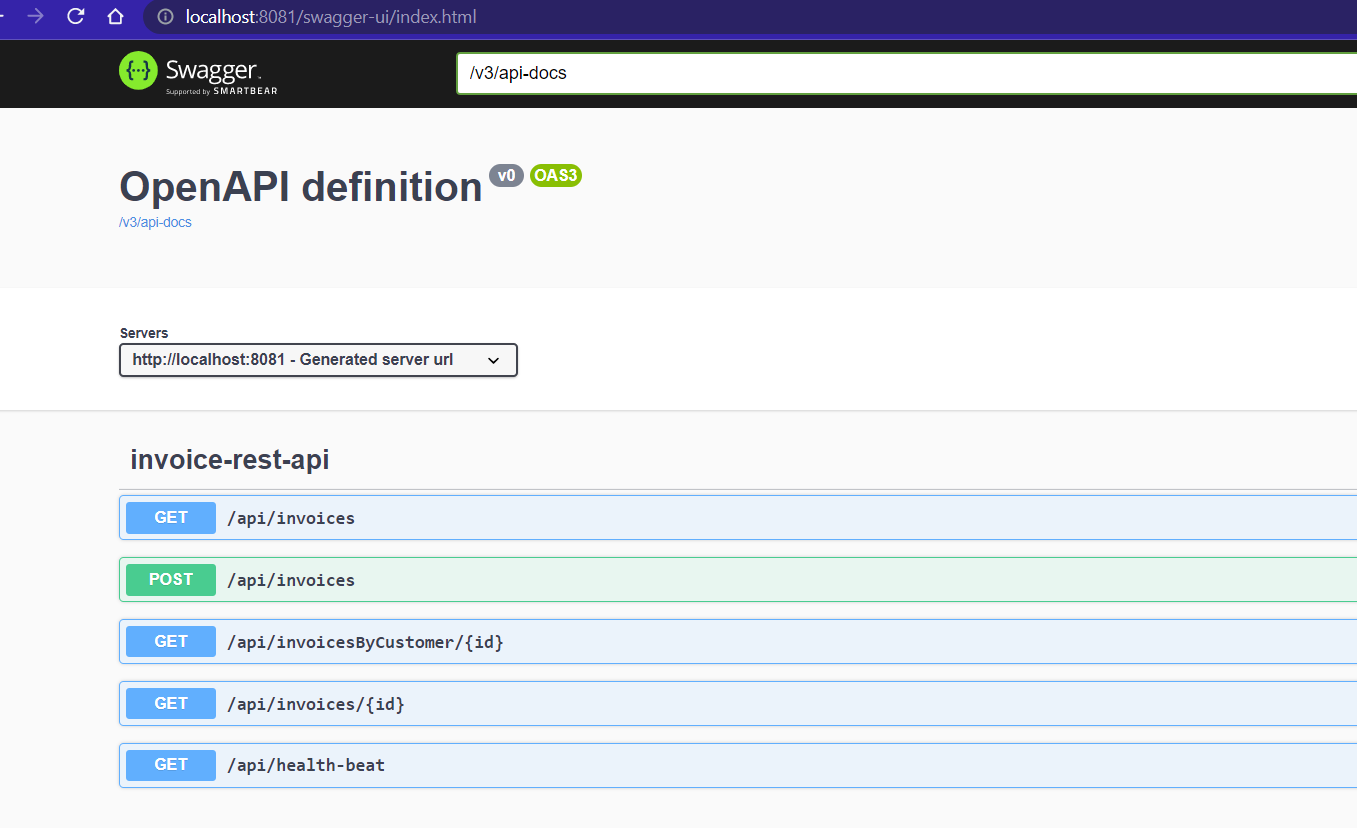 localhost:8081/swagger-ui/index.html
{···} Swagger.
Supported by SMARTBEAR
/v3/api-docs
OpenAPI definition v0 OAS3
/v3/api-docs
Servers
http://localhost:8081 - Generated server url
invoice-rest-api
GET /api/invoices
POST /api/invoices
GET /api/invoicesByCustomer/{id}
GET /api/invoices/{id}
GET /api/health-beat